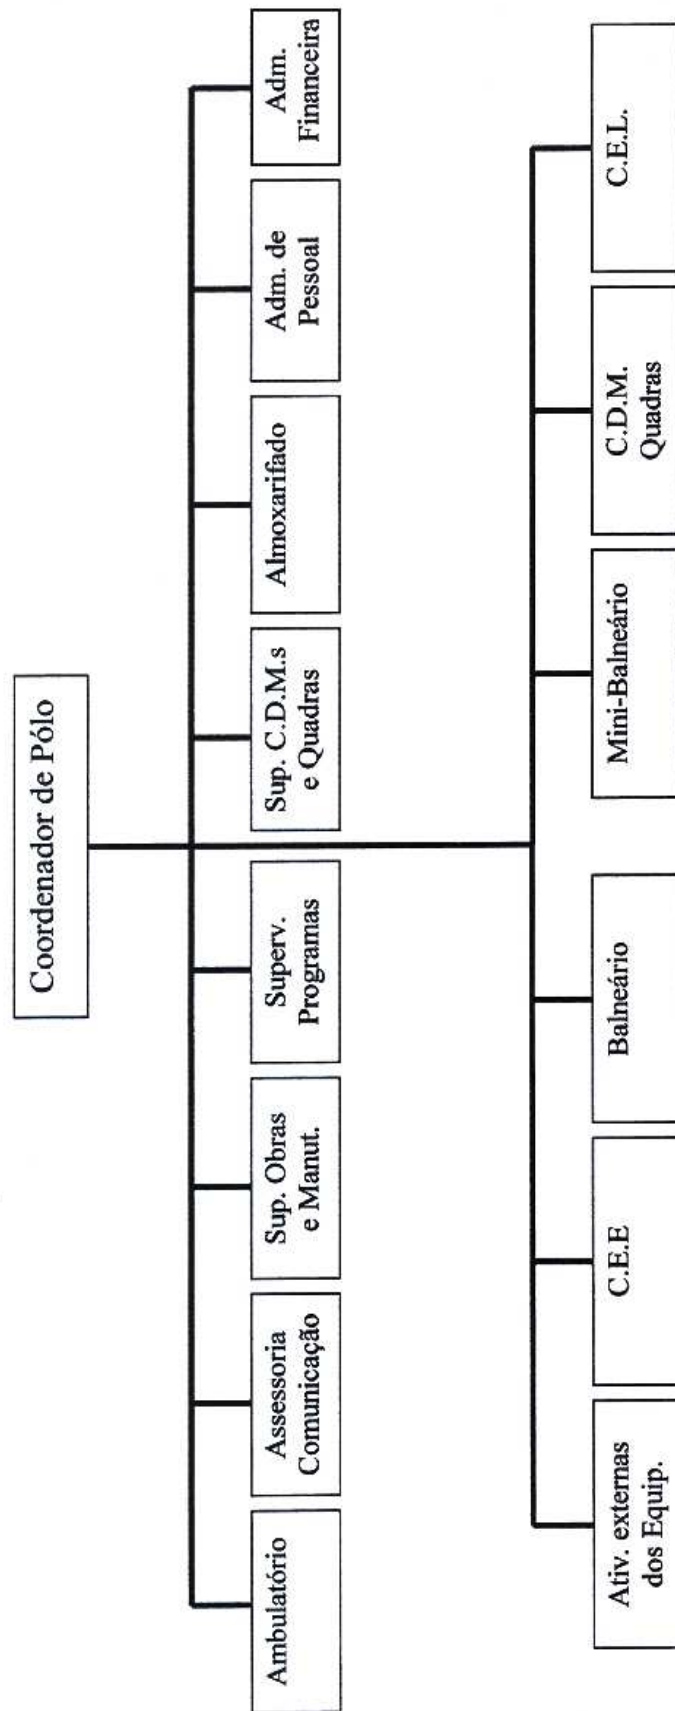 Coordenador de Pólo
Ambulatório
Assessoria
Comunicação
Sup. Obras
e Manut.
Superv.
Programas
Sup. C.D.M.s
e Quadras
Almoxarifado
Adm. de
Pessoal
Adm.
Financeira
Ativ. externas
dos Equip.
C.E.E
Balneário
Mini-Balneário
C.D.M.
Quadras
C.E.L.